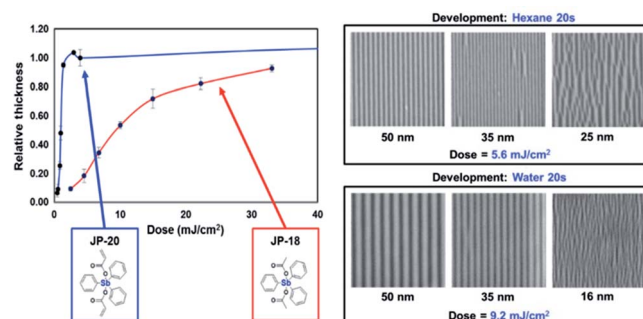 1.20
1.00
0.80
0.60
0.40
0.20
0.00
Relative thickness
0 10 20 30 40
Dose (mJ/cm²)
JP-20
O
O
Sb
O
O
JP-18
O
O
Sb
O
O
Development: Hexane 20s
50 nm 35 nm 25 nm
Dose = 5.6 mJ/cm²
Development: Water 20s
50 nm 35 nm 16 nm
Dose = 9.2 mJ/cm²